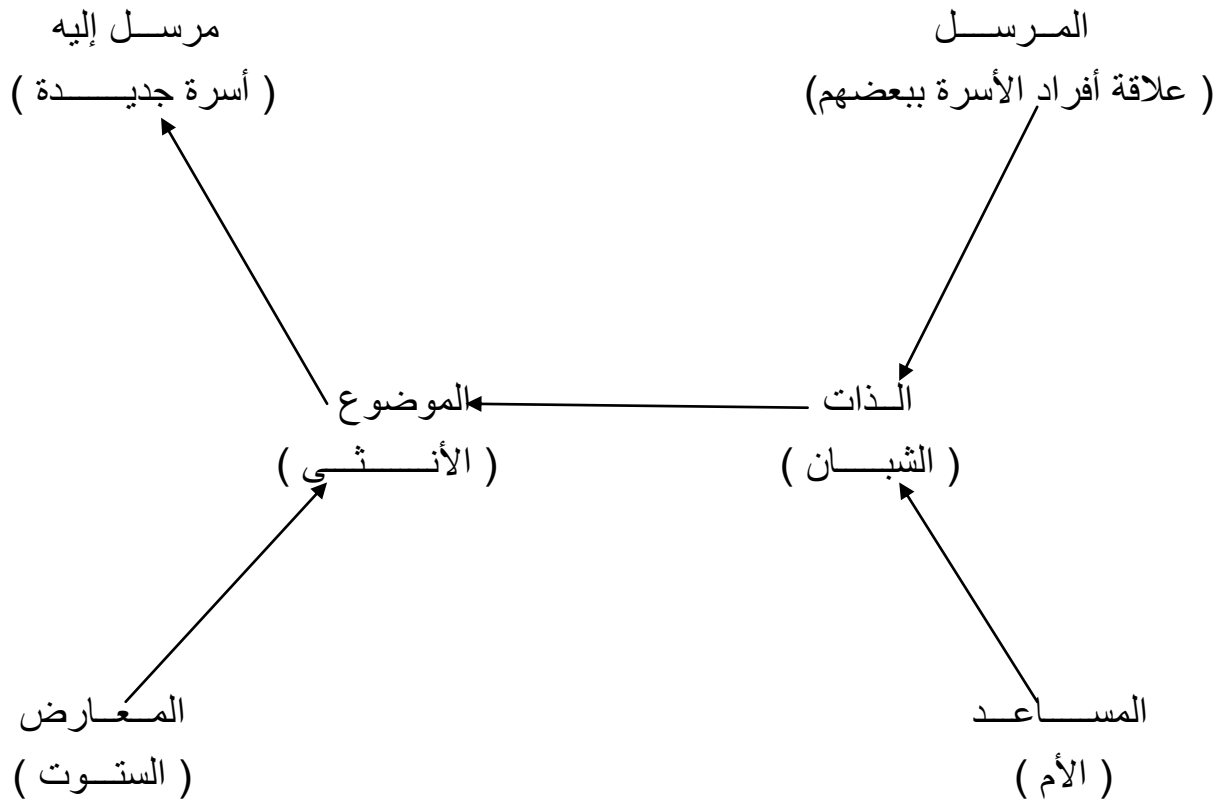 المرسل
( علاقة أفراد الأسرة ببعضهم)
مرسل إليه
( أسرة جديدة )
الذات
( الشبان )
الموضوع
( الأنثى )
المساعد
( الأم )
المعارض
( الستوت )